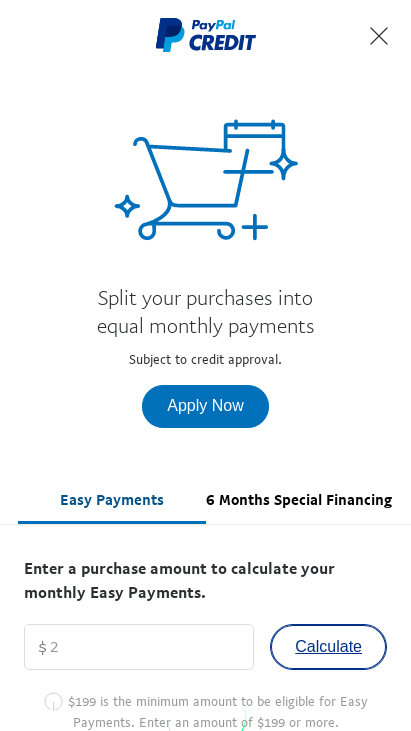 PayPal
CREDIT
Split your purchases into
equal monthly payments
Subject to credit approval.
Apply Now
Easy Payments
6 Months Special Financing
Enter a purchase amount to calculate your
monthly Easy Payments.
$ 2
Calculate
$199 is the minimum amount to be eligible for Easy
Payments. Enter an amount of $199 or more.